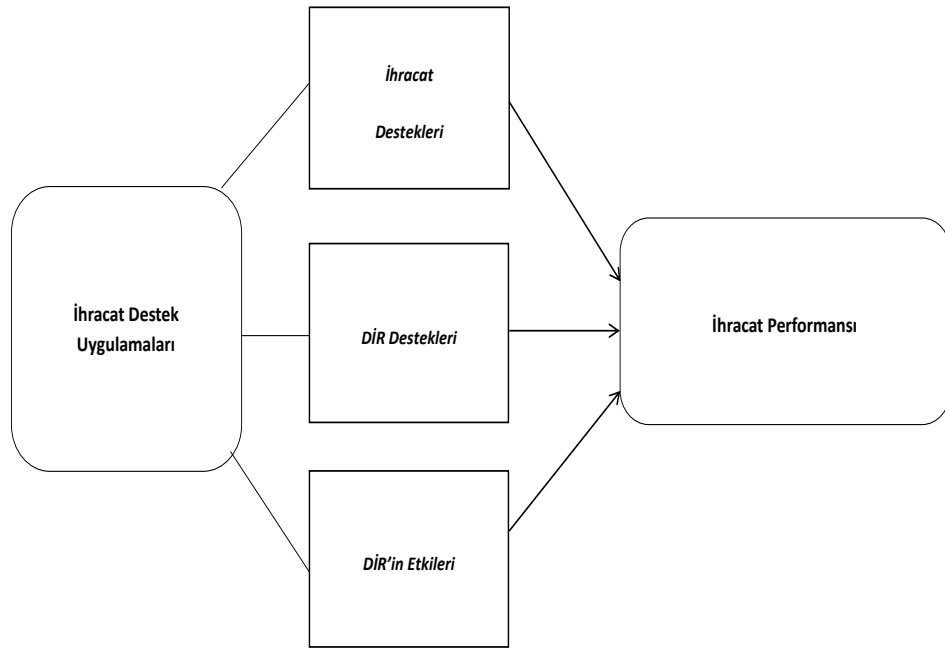 İhracat
Destekleri
İhracat Destek
Uygulamaları
DİR Destekleri
İhracat Performansı
DİR'in Etkileri